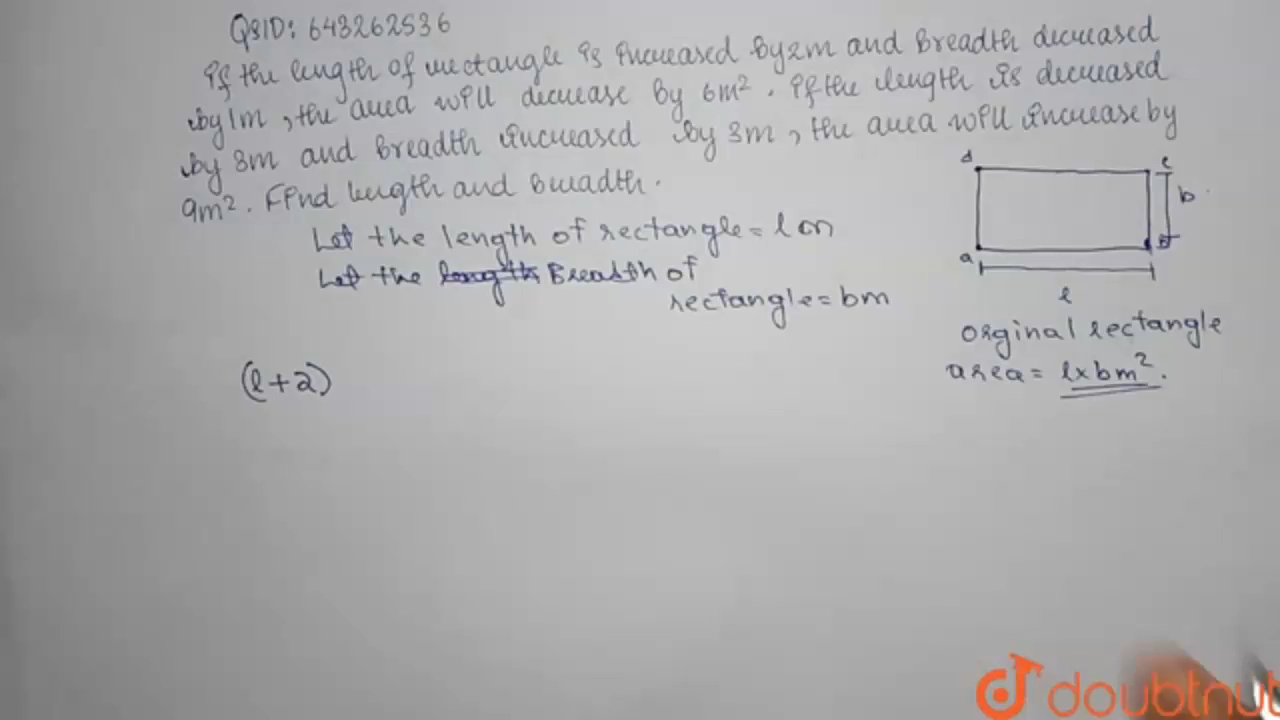 QSID: 643262536
If the length of rectangle is increased by 2m and Breadth decreased
by 1m, the area will decrease by 6m². If the length is decreased
by 3m and Breadth increased by 3m, the area will increase by
9m². Find length and Breadth.
Let the length of rectangle = l m
Let the length Breadth of
rectangle = bm
(l+2)
d
c
b
a
l
orginal rectangle
area = l×bm².
doubtnut